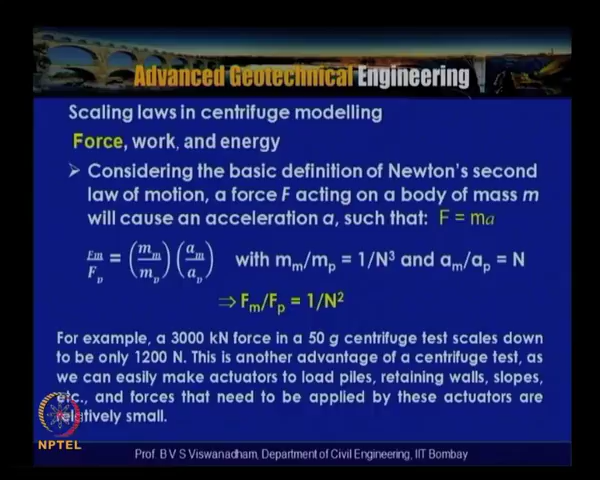 Advanced Geotechnical Engineering
Scaling laws in centrifuge modelling
Force, work, and energy
➢ Considering the basic definition of Newton's second
law of motion, a force F acting on a body of mass m
will cause an acceleration a, such that: F = ma
Fm/Fp = (mm/mp) (am/ap) with mm/mp = 1/N³ and am/ap = N
⇒ Fm/Fp = 1/N²
For example, a 3000 kN force in a 50 g centrifuge test scales down
to be only 1200 N. This is another advantage of a centrifuge test, as
we can easily make actuators to load piles, retaining walls, slopes,
etc., and forces that need to be applied by these actuators are
relatively small.
NPTEL
Prof. B V S Viswanadham, Department of Civil Engineering, IIT Bombay